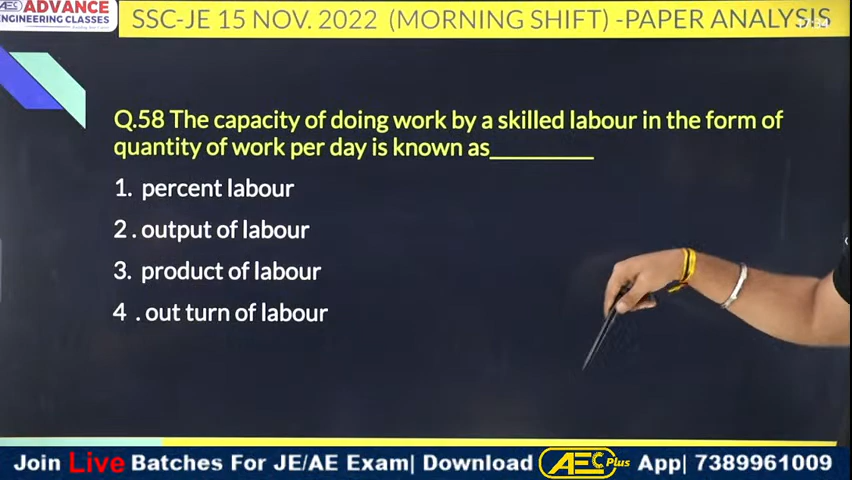 AEC ADVANCE
ENGINEERING CLASSES
SSC-JE 15 NOV. 2022 (MORNING SHIFT) -PAPER ANALYSIS
Q.58 The capacity of doing work by a skilled labour in the form of
quantity of work per day is known as__________
1. percent labour
2 . output of labour
3. product of labour
4 . out turn of labour
Join Live Batches For JE/AE Exam| Download AEC Plus App| 7389961009